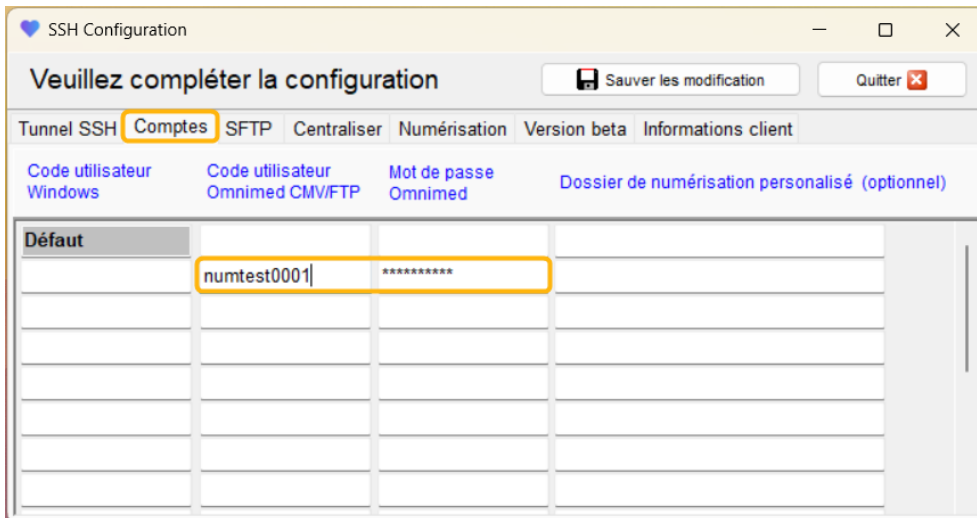 SSH Configuration
Veuillez compléter la configuration
Sauver les modification
Quitter
Tunnel SSH Comptes SFTP Centraliser Numérisation Version beta Informations client
Code utilisateur
Windows
Code utilisateur
Omnimed CMV/FTP
Mot de passe
Omnimed
Dossier de numérisation personalisé (optionnel)
Défaut
numtest0001 **********